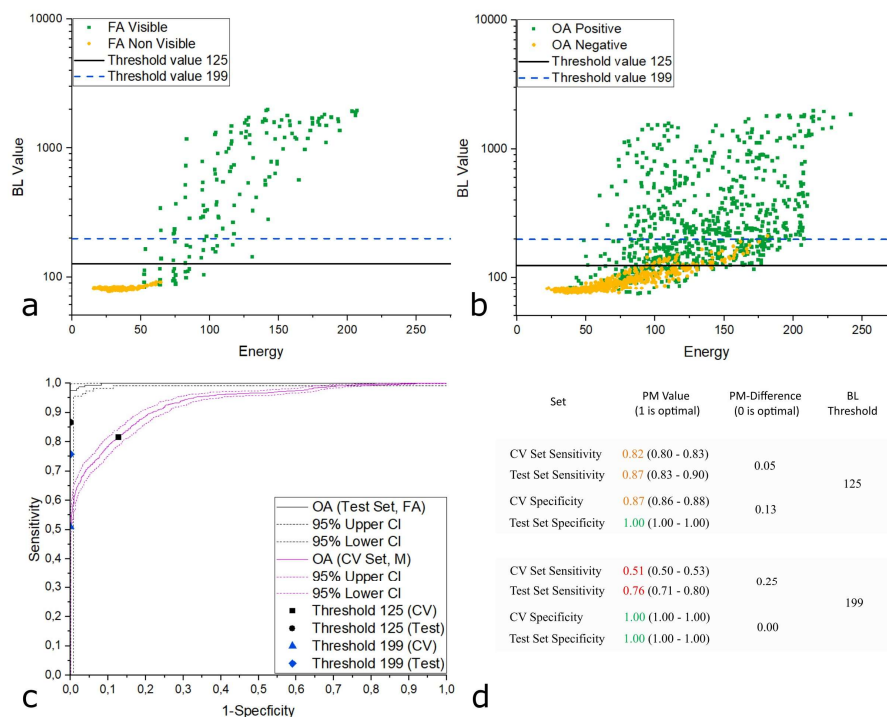 10000
FA Visible
FA Non Visible
Threshold value 125
Threshold value 199
BL Value
1000
100
0 50 100 150 200 250
Energy
a
10000
OA Positive
OA Negative
Threshold value 125
Threshold value 199
BL Value
1000
100
0 50 100 150 200 250
Energy
b
1,0
0,9
0,8
0,7
0,6
0,5
0,4
0,3
0,2
0,1
0,0
Sensitivity
OA (Test Set, FA)
95% Upper CI
95% Lower CI
OA (CV Set, M)
95% Upper CI
95% Lower CI
Threshold 125 (CV)
Threshold 125 (Test)
Threshold 199 (CV)
Threshold 199 (Test)
0,0 0,1 0,2 0,3 0,4 0,5 0,6 0,7 0,8 0,9 1,0
1-Specficity
c
Set PM Value PM-Difference BL
(1 is optimal) (0 is optimal) Threshold
CV Set Sensitivity 0.82 (0.80 - 0.83)
0.05
Test Set Sensitivity 0.87 (0.83 - 0.90)
125
CV Specificity 0.87 (0.86 - 0.88)
0.13
Test Set Specificity 1.00 (1.00 - 1.00)
CV Set Sensitivity 0.51 (0.50 - 0.53)
0.25
Test Set Sensitivity 0.76 (0.71 - 0.80)
199
CV Specificity 1.00 (1.00 - 1.00)
0.00
Test Set Specificity 1.00 (1.00 - 1.00)
d